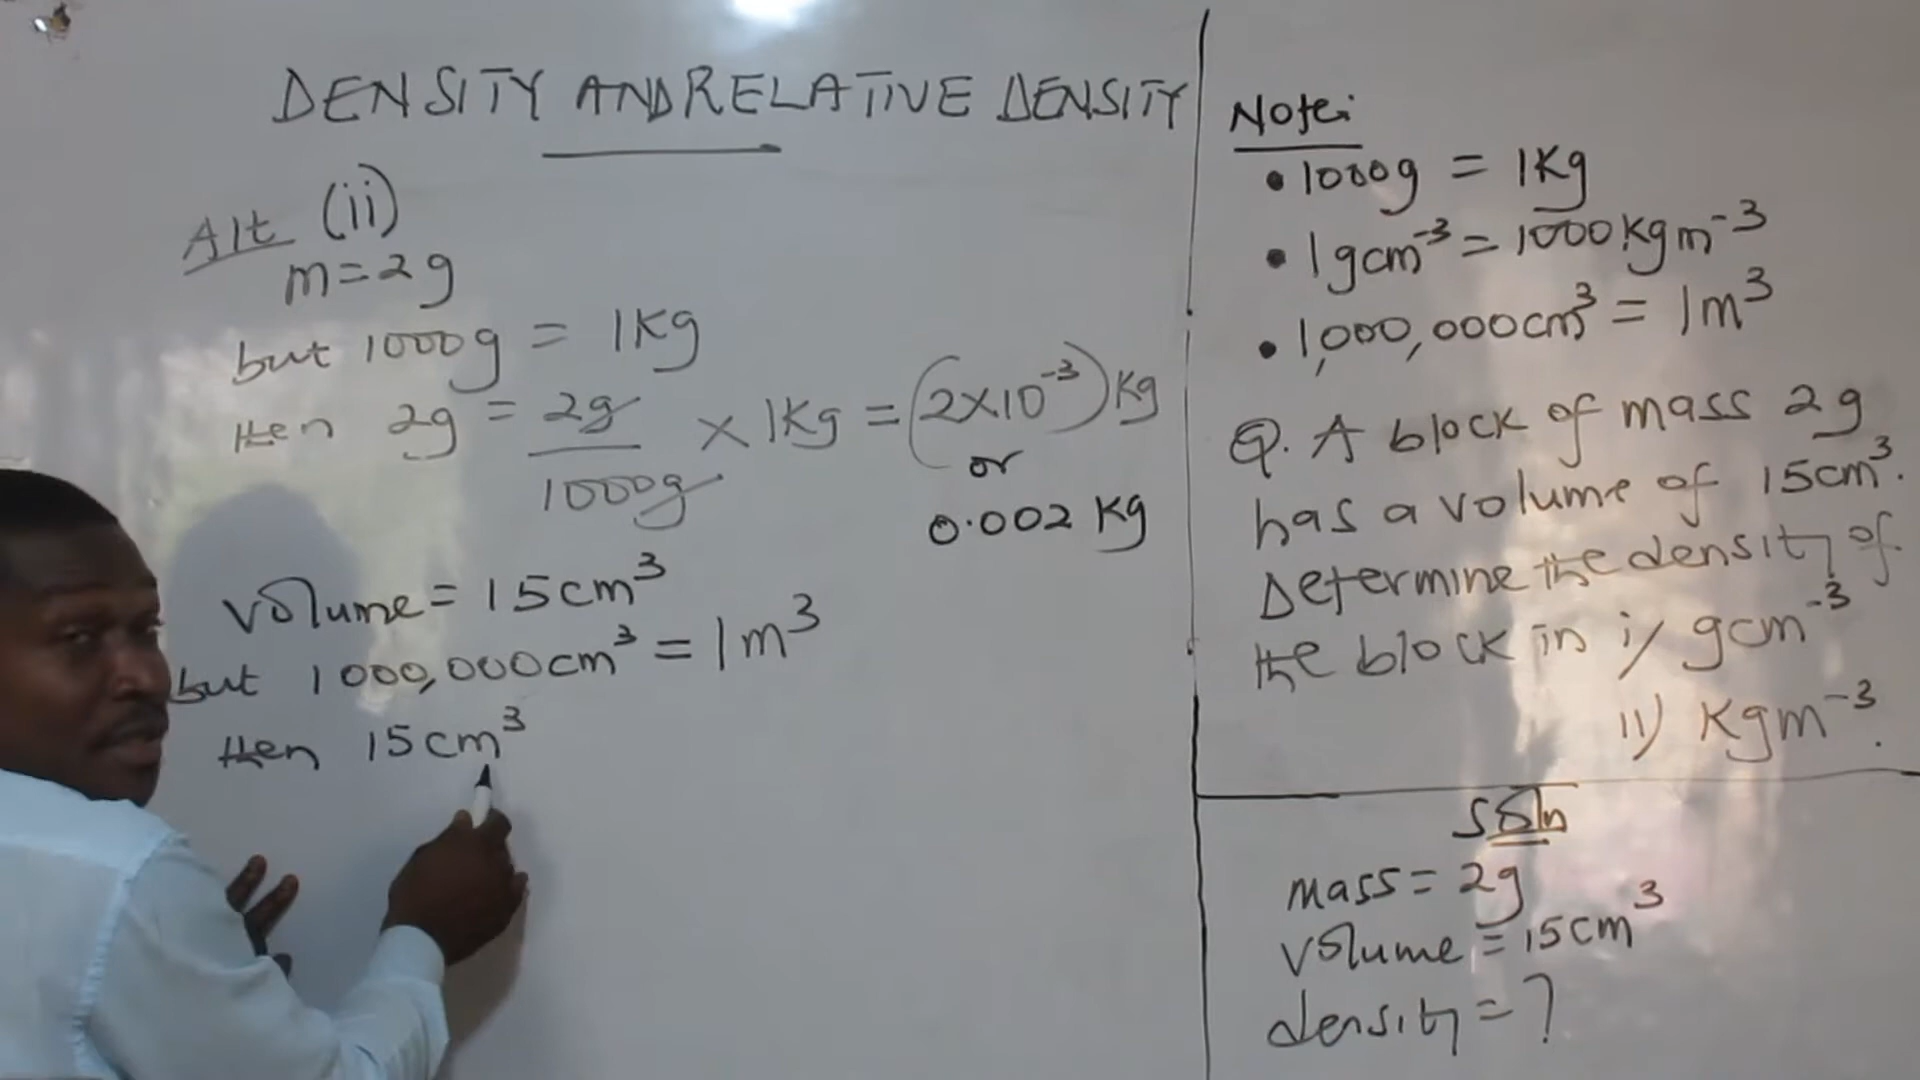 DENSITY AND RELATIVE DENSITY
Alt (ii)
m=2g
but 1000g = 1Kg
then 2g = 2g/1000g × 1Kg = (2×10⁻³) Kg
or
0.002 Kg
Volume = 15cm³
but 1000,000cm³ = 1m³
then 15cm³
Note:
• 1000g = 1Kg
• 1gcm⁻³ = 1000Kgm⁻³
• 1,000,000cm³ = 1m³
Q. A block of mass 2g
has a volume of 15cm³.
Determine the density of
the block in i/ gcm⁻³
ii) Kgm⁻³.
Soln
mass = 2g
Volume = 15cm³
density = ?